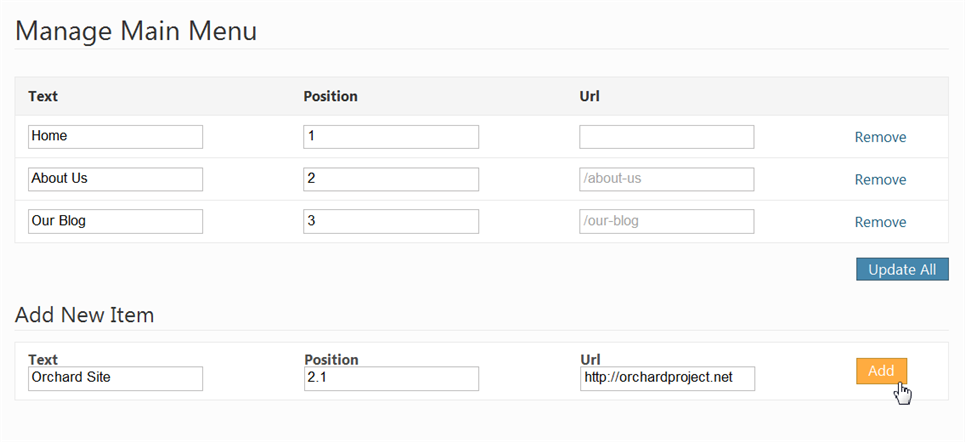 Manage Main Menu
Text Position Url
Home 1 Remove
About Us 2 /about-us Remove
Our Blog 3 /our-blog Remove
Update All
Add New Item
Text Position Url
Orchard Site 2.1 http://orchardproject.net Add